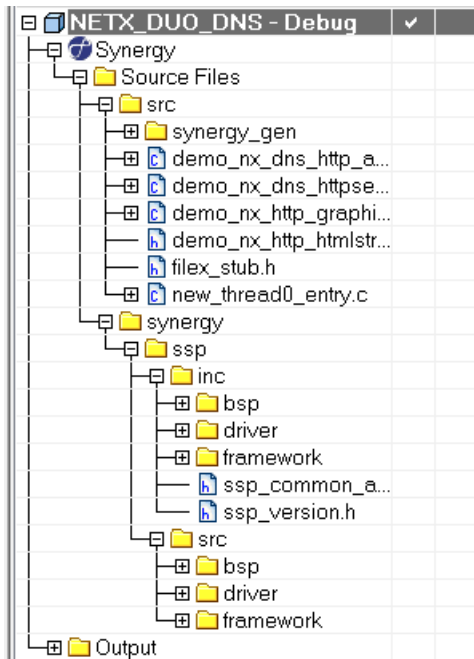 NETX_DUO_DNS - Debug
Synergy
Source Files
src
synergy_gen
demo_nx_dns_http_a...
demo_nx_dns_httpse...
demo_nx_http_graphi...
demo_nx_http_htmlstr...
filex_stub.h
new_thread0_entry.c
synergy
ssp
inc
bsp
driver
framework
ssp_common_a...
ssp_version.h
src
bsp
driver
framework
Output